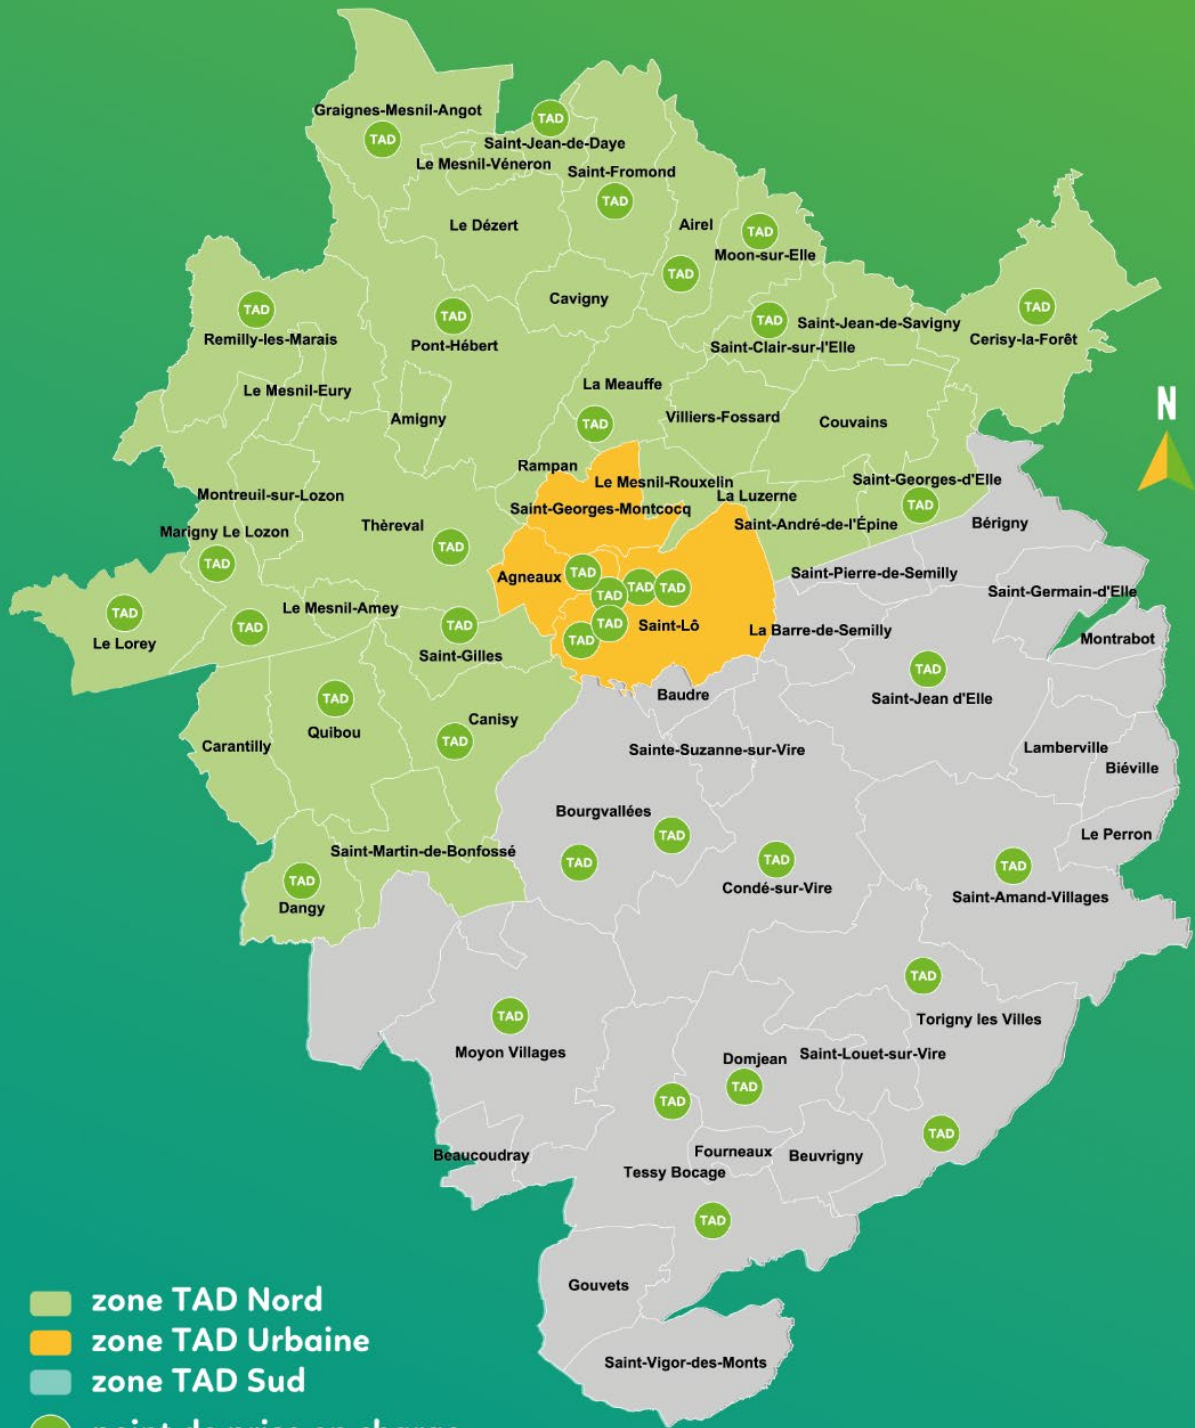 Graignes-Mesnil-Angot
TAD
TAD
Saint-Jean-de-Daye
Le Mesnil-Véneron
Saint-Fromond
TAD
Le Dézert
Airel
TAD
Moon-sur-Elle
TAD
Cavigny
TAD
Remilly-les-Marais
TAD
Pont-Hébert
TAD
Saint-Jean-de-Savigny
Saint-Clair-sur-l'Elle
TAD
Cerisy-la-Forêt
Le Mesnil-Eury
La Meauffe
N
Amigny
TAD
Villiers-Fossard
Couvains
Rampan
Le Mesnil-Rouxelin
Saint-Georges-d'Elle
Montreuil-sur-Lozon
Saint-Georges-Montcocq
La Luzerne
TAD
Marigny Le Lozon
Thèreval
Saint-André-de-l'Épine
Bérigny
TAD
TAD
Agneaux
TAD
Saint-Pierre-de-Semilly
TAD
TAD
TAD
Saint-Germain-d'Elle
Le Mesnil-Amey
TAD
Le Lorey
TAD
TAD
Saint-Gilles
TAD
TAD
Saint-Lô
La Barre-de-Semilly
Montrabot
TAD
Saint-Jean d'Elle
Baudre
TAD
Quibou
Canisy
TAD
Carantilly
Sainte-Suzanne-sur-Vire
Lamberville
Biéville
Bourgvallées
TAD
TAD
Le Perron
Saint-Martin-de-Bonfossé
TAD
Condé-sur-Vire
TAD
Saint-Amand-Villages
TAD
Dangy
TAD
TAD
Torigny les Villes
Moyon Villages
Domjean
Saint-Louet-sur-Vire
TAD
TAD
TAD
Beaucoudray
Fourneaux
Beuvrigny
Tessy Bocage
TAD
Gouvets
Saint-Vigor-des-Monts
zone TAD Nord
zone TAD Urbaine
zone TAD Sud
point de prise en charge